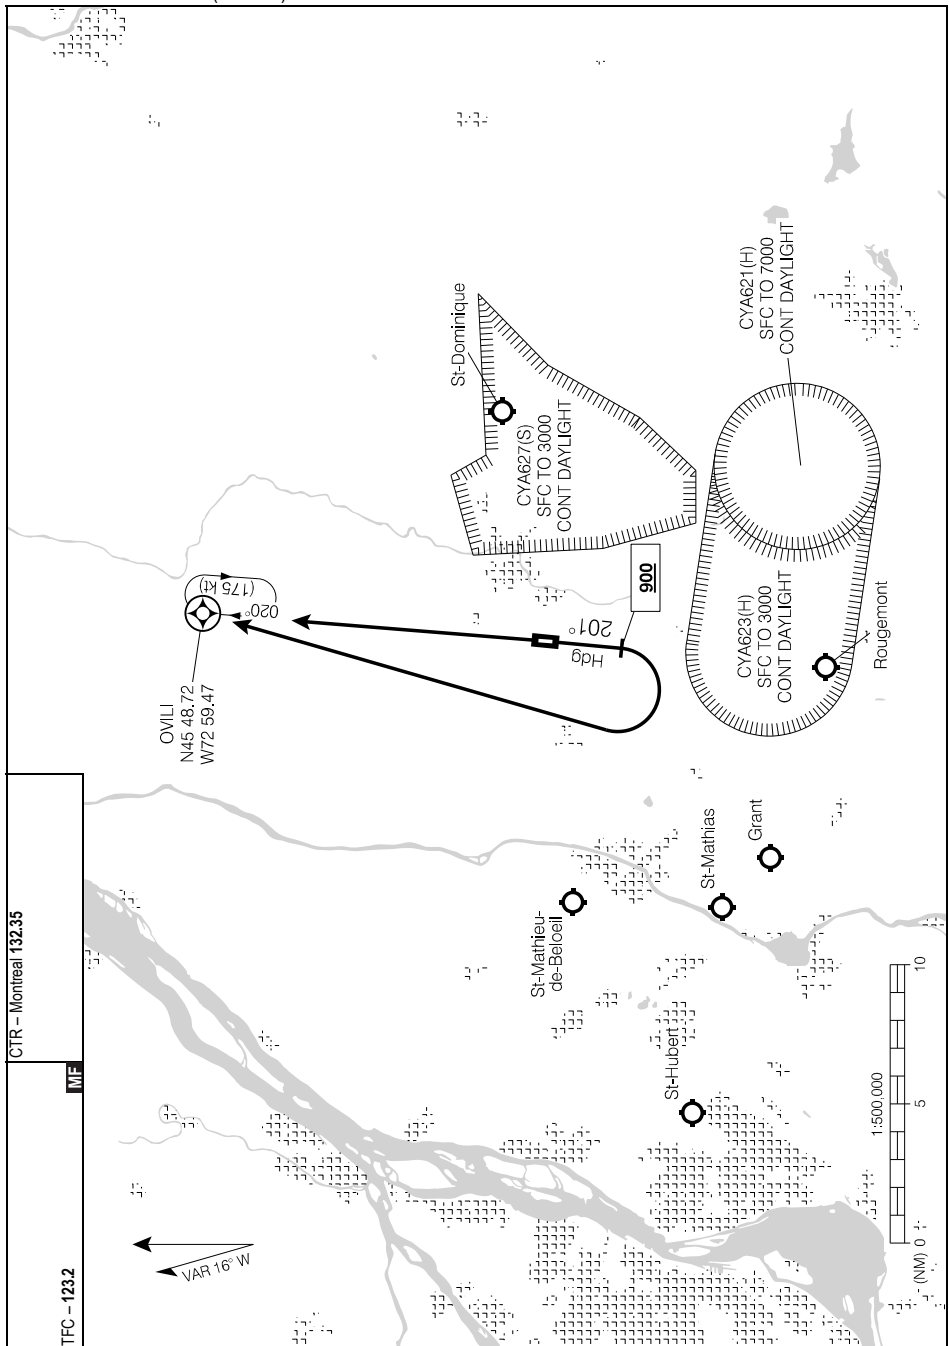 CTR – Montreal 132.35
TFC – 123.2
MF
VAR 16° W
OVILI
N45 48.72
W72 59.47
020°
(175 kt)
Hdg
201°
900
St-Dominique
CYA627(S)
SFC TO 3000
CONT DAYLIGHT
CYA621(H)
SFC TO 7000
CONT DAYLIGHT
CYA623(H)
SFC TO 3000
CONT DAYLIGHT
Rougemont
St-Mathieu-
de-Beloeil
St-Mathias
Grant
St-Hubert
1:500,000
(NM) 0
5
10